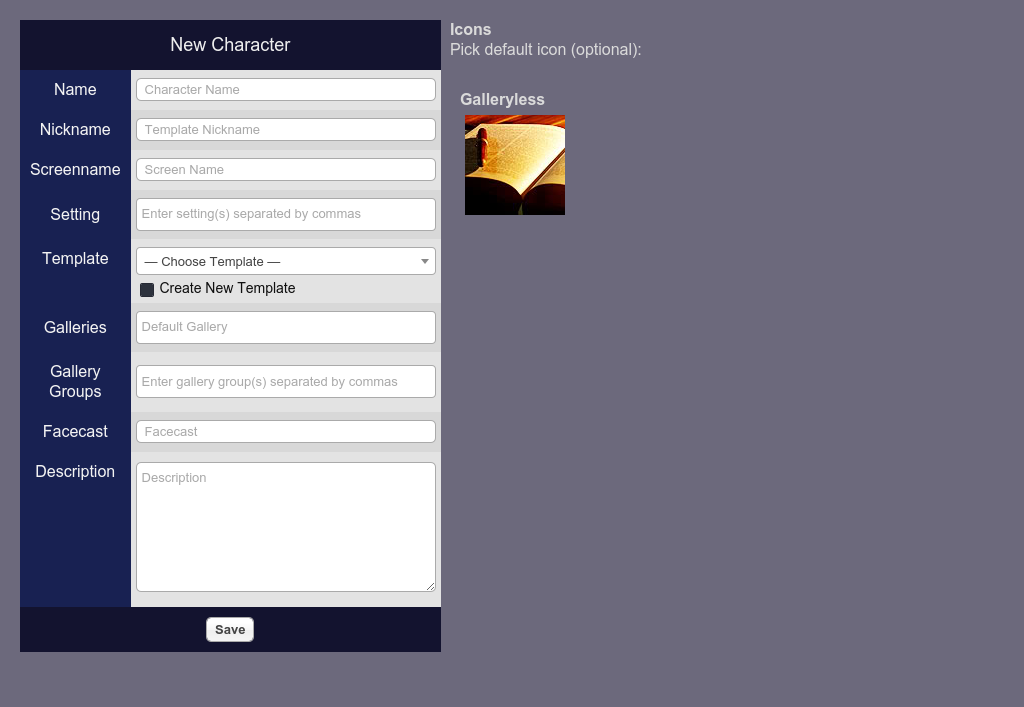 New Character
Name
Character Name
Nickname
Template Nickname
Screenname
Screen Name
Setting
Enter setting(s) separated by commas
Template
— Choose Template —
Create New Template
Galleries
Default Gallery
Gallery
Groups
Enter gallery group(s) separated by commas
Facecast
Facecast
Description
Description
Save
Icons
Pick default icon (optional):
Galleryless